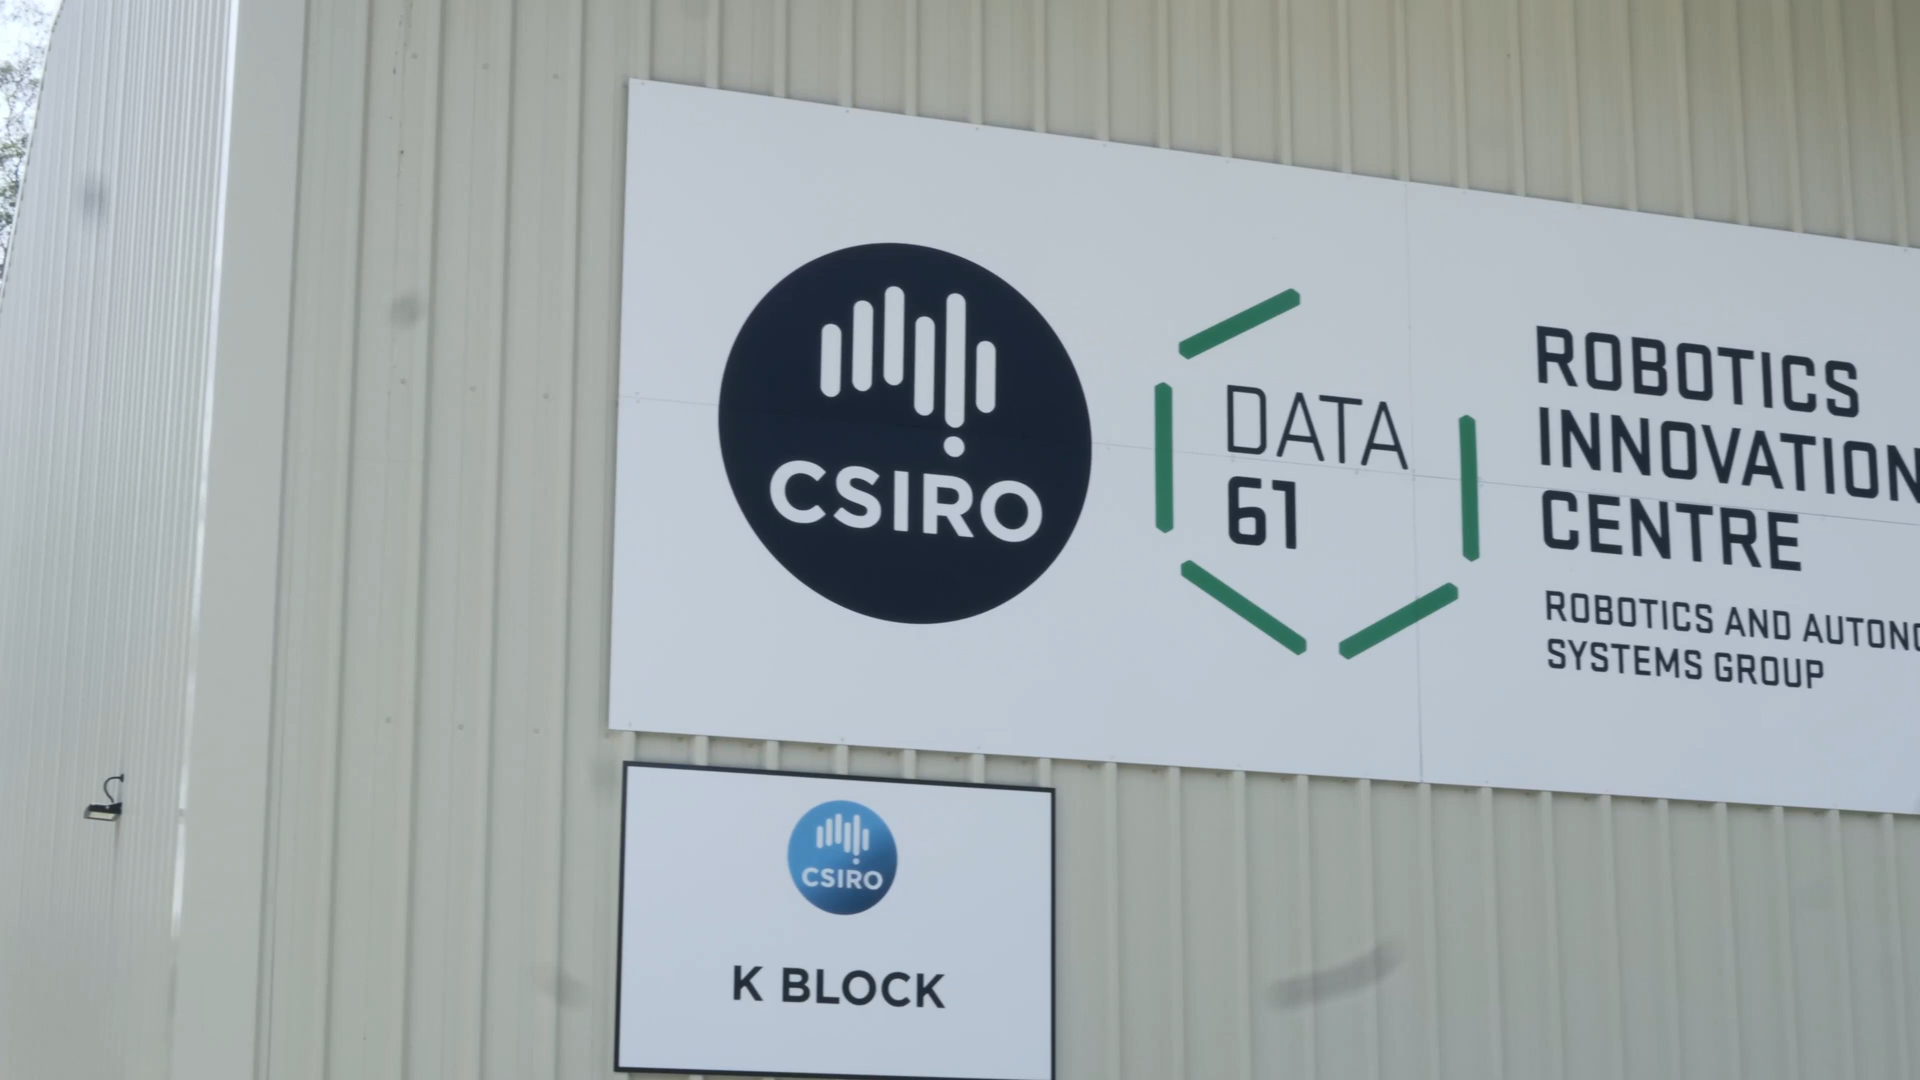 CSIRO
DATA
61
ROBOTICS
INNOVATION
CENTRE
ROBOTICS AND AUTONO
SYSTEMS GROUP
CSIRO
K BLOCK